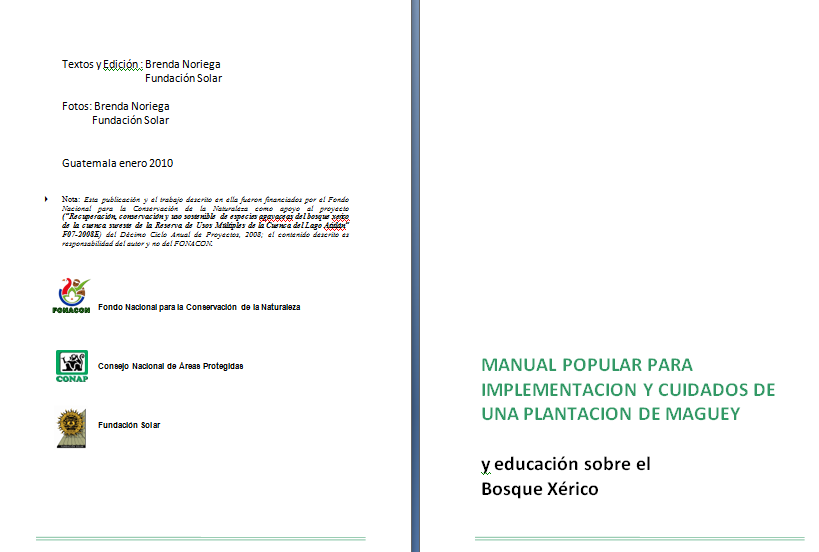 Textos y Edición : Brenda Noriega
Fundación Solar
Fotos: Brenda Noriega
Fundación Solar
Guatemala enero 2010
Nota: Esta publicación y el trabajo descrito en ella fueron financiados por el Fondo
Nacional para la Conservación de la Naturaleza como apoyo al proyecto
("Recuperación, conservación y uso sostenible de especies agavaceas del bosque xerico
de la cuenca sureste de la Reserva de Usos Múltiples de la Cuenca del Lago Atitlán"
F07-2008E) del Décimo Ciclo Anual de Proyectos, 2008; el contenido descrito es
responsabilidad del autor y no del FONACON.
FONACON
Fondo Nacional para la Conservación de la Naturaleza
CONAP
Consejo Nacional de Áreas Protegidas
Fundación Solar
MANUAL POPULAR PARA
IMPLEMENTACION Y CUIDADOS DE
UNA PLANTACION DE MAGUEY
y educación sobre el
Bosque Xérico